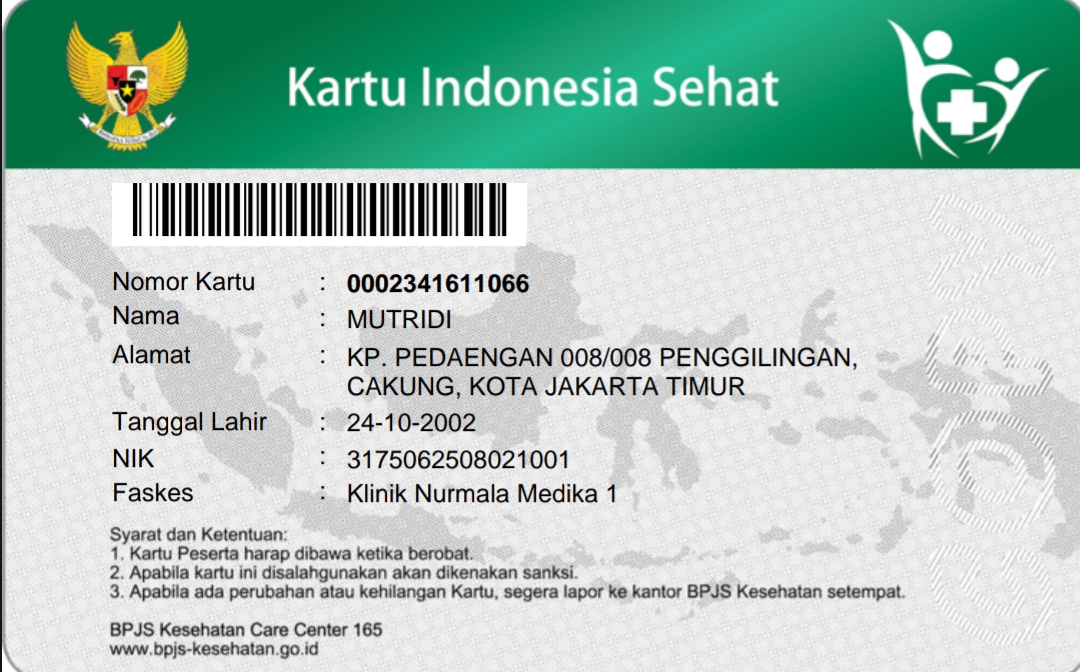 Kartu Indonesia Sehat
Nomor Kartu : 0002341611066
Nama : MUTRIDI
Alamat : KP. PEDAENGAN 008/008 PENGGILINGAN,
CAKUNG, KOTA JAKARTA TIMUR
Tanggal Lahir : 24-10-2002
NIK : 3175062508021001
Faskes : Klinik Nurmala Medika 1
Syarat dan Ketentuan:
1. Kartu Peserta harap dibawa ketika berobat.
2. Apabila kartu ini disalahgunakan akan dikenakan sanksi.
3. Apabila ada perubahan atau kehilangan Kartu, segera lapor ke kantor BPJS Kesehatan setempat.
BPJS Kesehatan Care Center 165
www.bpjs-kesehatan.go.id